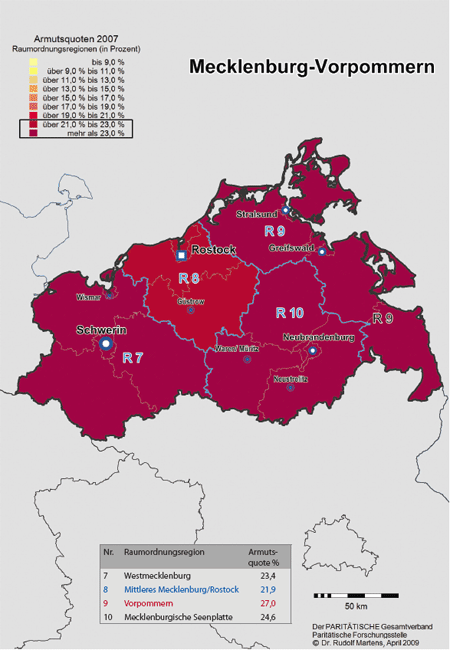 Armutsquoten 2007
Raumordnungsregionen (in Prozent)
bis 9,0 %
über 9,0 % bis 11,0 %
über 11,0 % bis 13,0 %
über 13,0 % bis 15,0 %
über 15,0 % bis 17,0 %
über 17,0 % bis 19,0 %
über 19,0 % bis 21,0 %
über 21,0 % bis 23,0 %
mehr als 23,0 %
Mecklenburg-Vorpommern
Stralsund
R 9
Greifswald
Rostock
R 8
Wismar
Güstrow
R 10
R 9
Schwerin
R 7
Waren/ Müritz
Neubrandenburg
Neustrelitz
Nr. Raumordnungsregion Armuts-
quote %
7 Westmecklenburg 23,4
8 Mittleres Mecklenburg/Rostock 21,9
9 Vorpommern 27,0
10 Mecklenburgische Seenplatte 24,6
50 km
Der PARITÄTISCHE Gesamtverband
Paritätische Forschungsstelle
© Dr. Rudolf Martens, April 2009